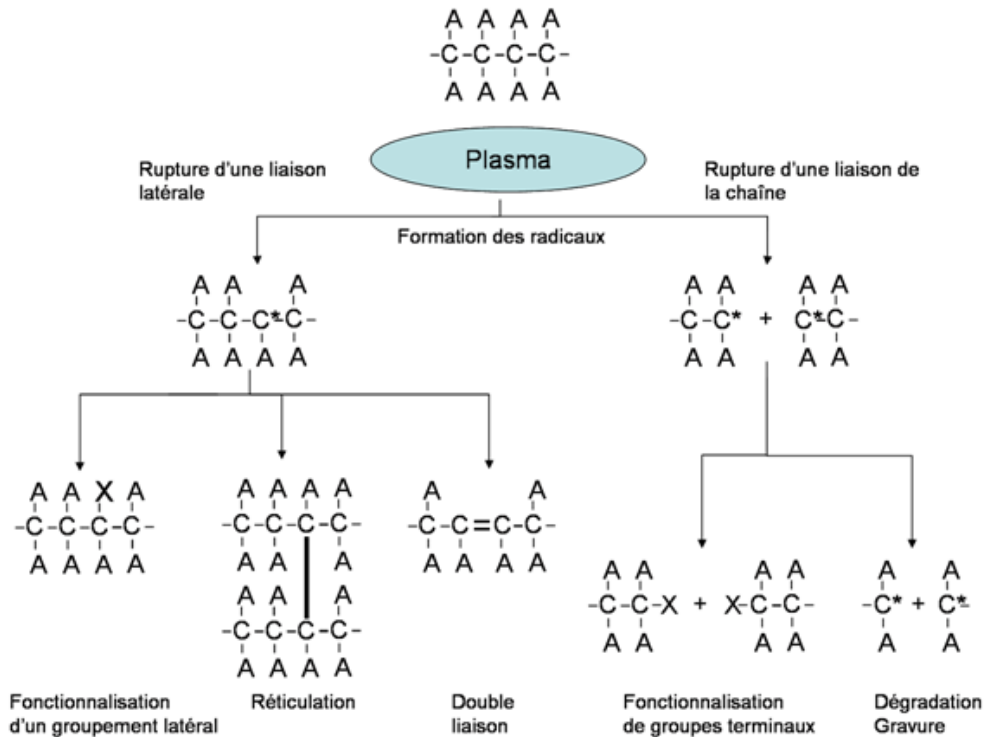 A A A A
-C-C-C-C-
A A A A
Plasma
Rupture d'une liaison
latérale
Rupture d'une liaison de
la chaîne
Formation des radicaux
A A A
-C-C-C*-C-
A A A A
A A
-C-C*
A A
+
A A
C*-C-
A A
A A X A
-C-C-C-C-
A A A A
A A A A
-C-C-C-C-
A A A A
A A A A
-C-C-C-C-
A A A A
A A
-C-C=C-C-
A A A A
A A
-C-C-X
A A
+
A A
X-C-C-
A A
A
-C*
A
+
A
C*-
A
Fonctionnalisation
d'un groupement latéral
Réticulation
Double
liaison
Fonctionnalisation
de groupes terminaux
Dégradation
Gravure